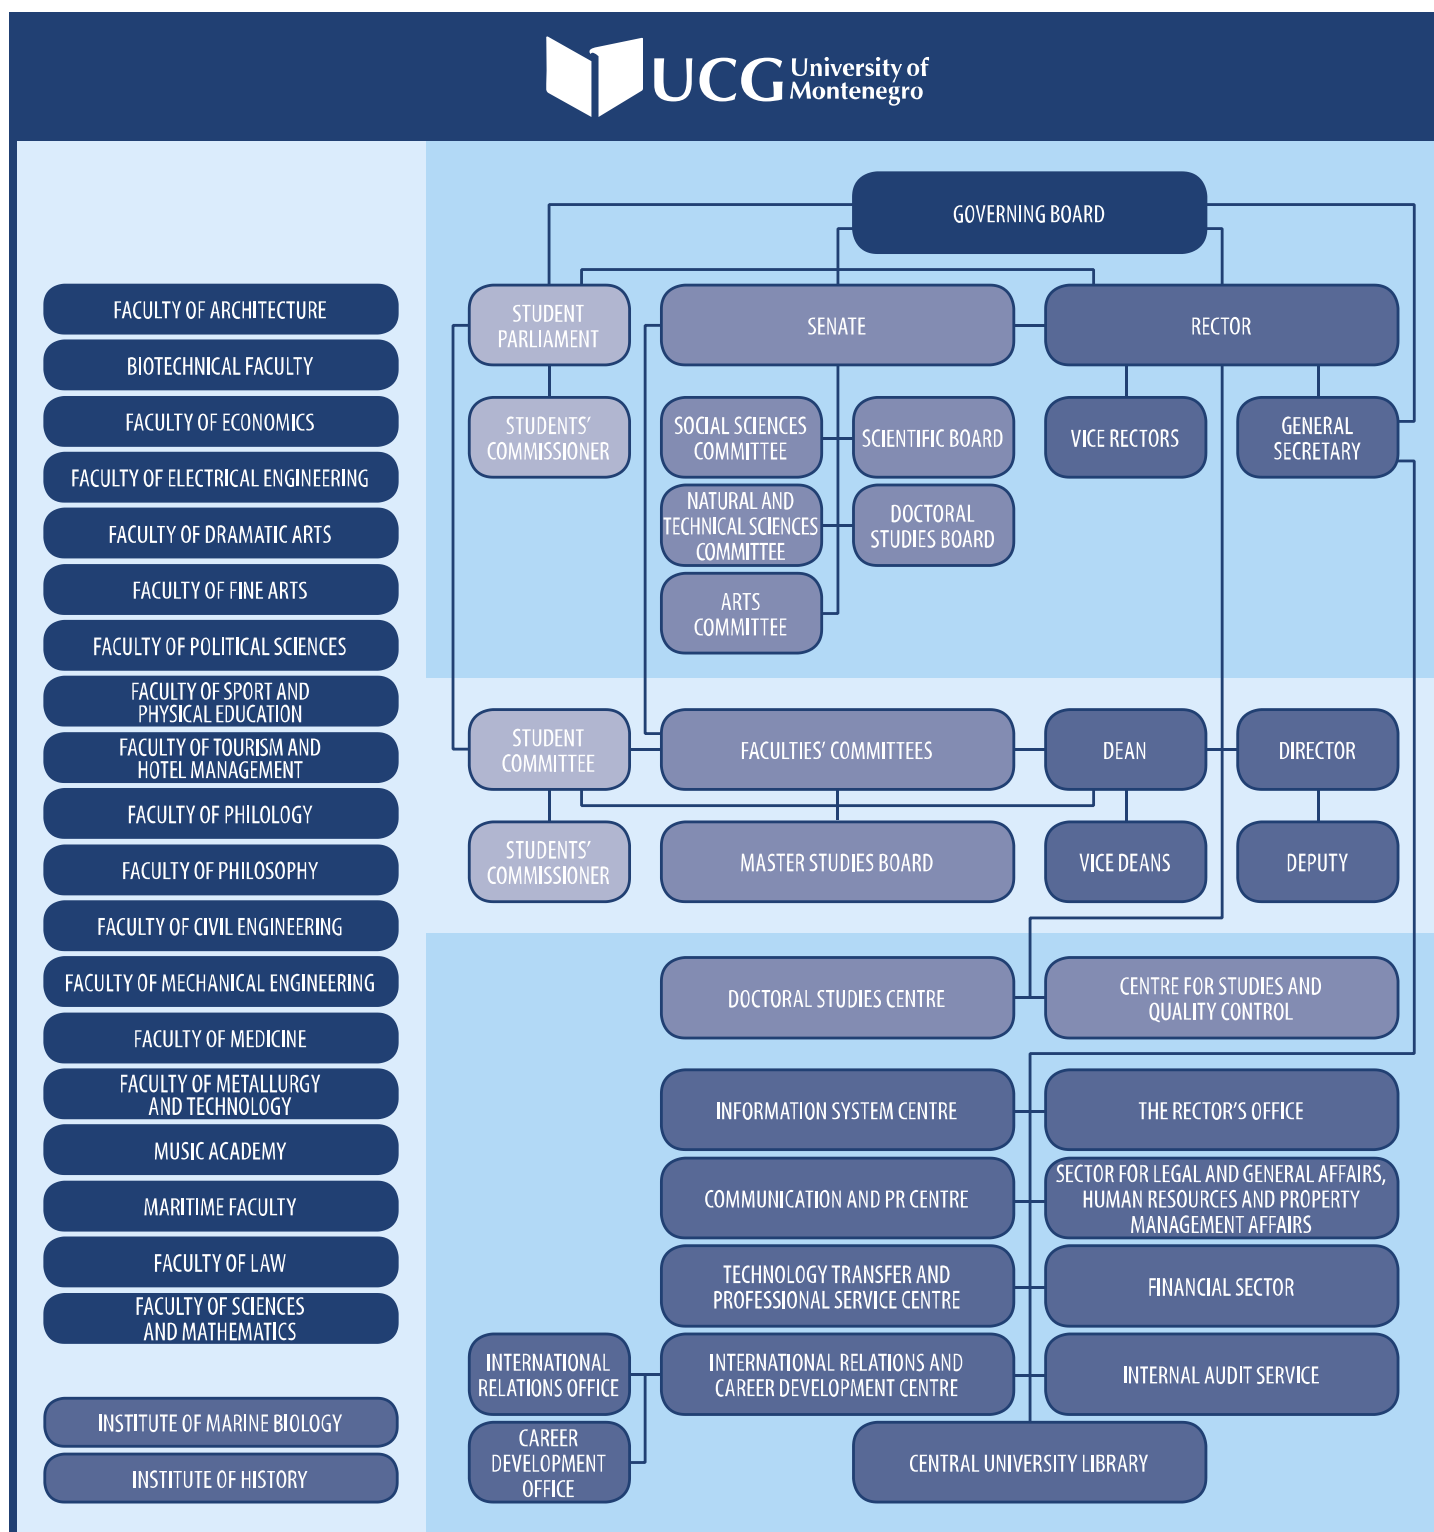 UCG University of
Montenegro
FACULTY OF ARCHITECTURE
BIOTECHNICAL FACULTY
FACULTY OF ECONOMICS
FACULTY OF ELECTRICAL ENGINEERING
FACULTY OF DRAMATIC ARTS
FACULTY OF FINE ARTS
FACULTY OF POLITICAL SCIENCES
FACULTY OF SPORT AND
PHYSICAL EDUCATION
FACULTY OF TOURISM AND
HOTEL MANAGEMENT
FACULTY OF PHILOLOGY
FACULTY OF PHILOSOPHY
FACULTY OF CIVIL ENGINEERING
FACULTY OF MECHANICAL ENGINEERING
FACULTY OF MEDICINE
FACULTY OF METALLURGY
AND TECHNOLOGY
MUSIC ACADEMY
MARITIME FACULTY
FACULTY OF LAW
FACULTY OF SCIENCES
AND MATHEMATICS
INSTITUTE OF MARINE BIOLOGY
INSTITUTE OF HISTORY
GOVERNING BOARD
STUDENT
PARLIAMENT
SENATE
RECTOR
STUDENTS'
COMMISSIONER
SOCIAL SCIENCES
COMMITTEE
SCIENTIFIC BOARD
VICE RECTORS
GENERAL
SECRETARY
NATURAL AND
TECHNICAL SCIENCES
COMMITTEE
DOCTORAL
STUDIES BOARD
ARTS
COMMITTEE
STUDENT
COMMITTEE
FACULTIES' COMMITTEES
DEAN
DIRECTOR
STUDENTS'
COMMISSIONER
MASTER STUDIES BOARD
VICE DEANS
DEPUTY
DOCTORAL STUDIES CENTRE
CENTRE FOR STUDIES AND
QUALITY CONTROL
INFORMATION SYSTEM CENTRE
THE RECTOR'S OFFICE
COMMUNICATION AND PR CENTRE
SECTOR FOR LEGAL AND GENERAL AFFAIRS,
HUMAN RESOURCES AND PROPERTY
MANAGEMENT AFFAIRS
TECHNOLOGY TRANSFER AND
PROFESSIONAL SERVICE CENTRE
FINANCIAL SECTOR
INTERNATIONAL
RELATIONS OFFICE
INTERNATIONAL RELATIONS AND
CAREER DEVELOPMENT CENTRE
INTERNAL AUDIT SERVICE
CAREER
DEVELOPMENT
OFFICE
CENTRAL UNIVERSITY LIBRARY